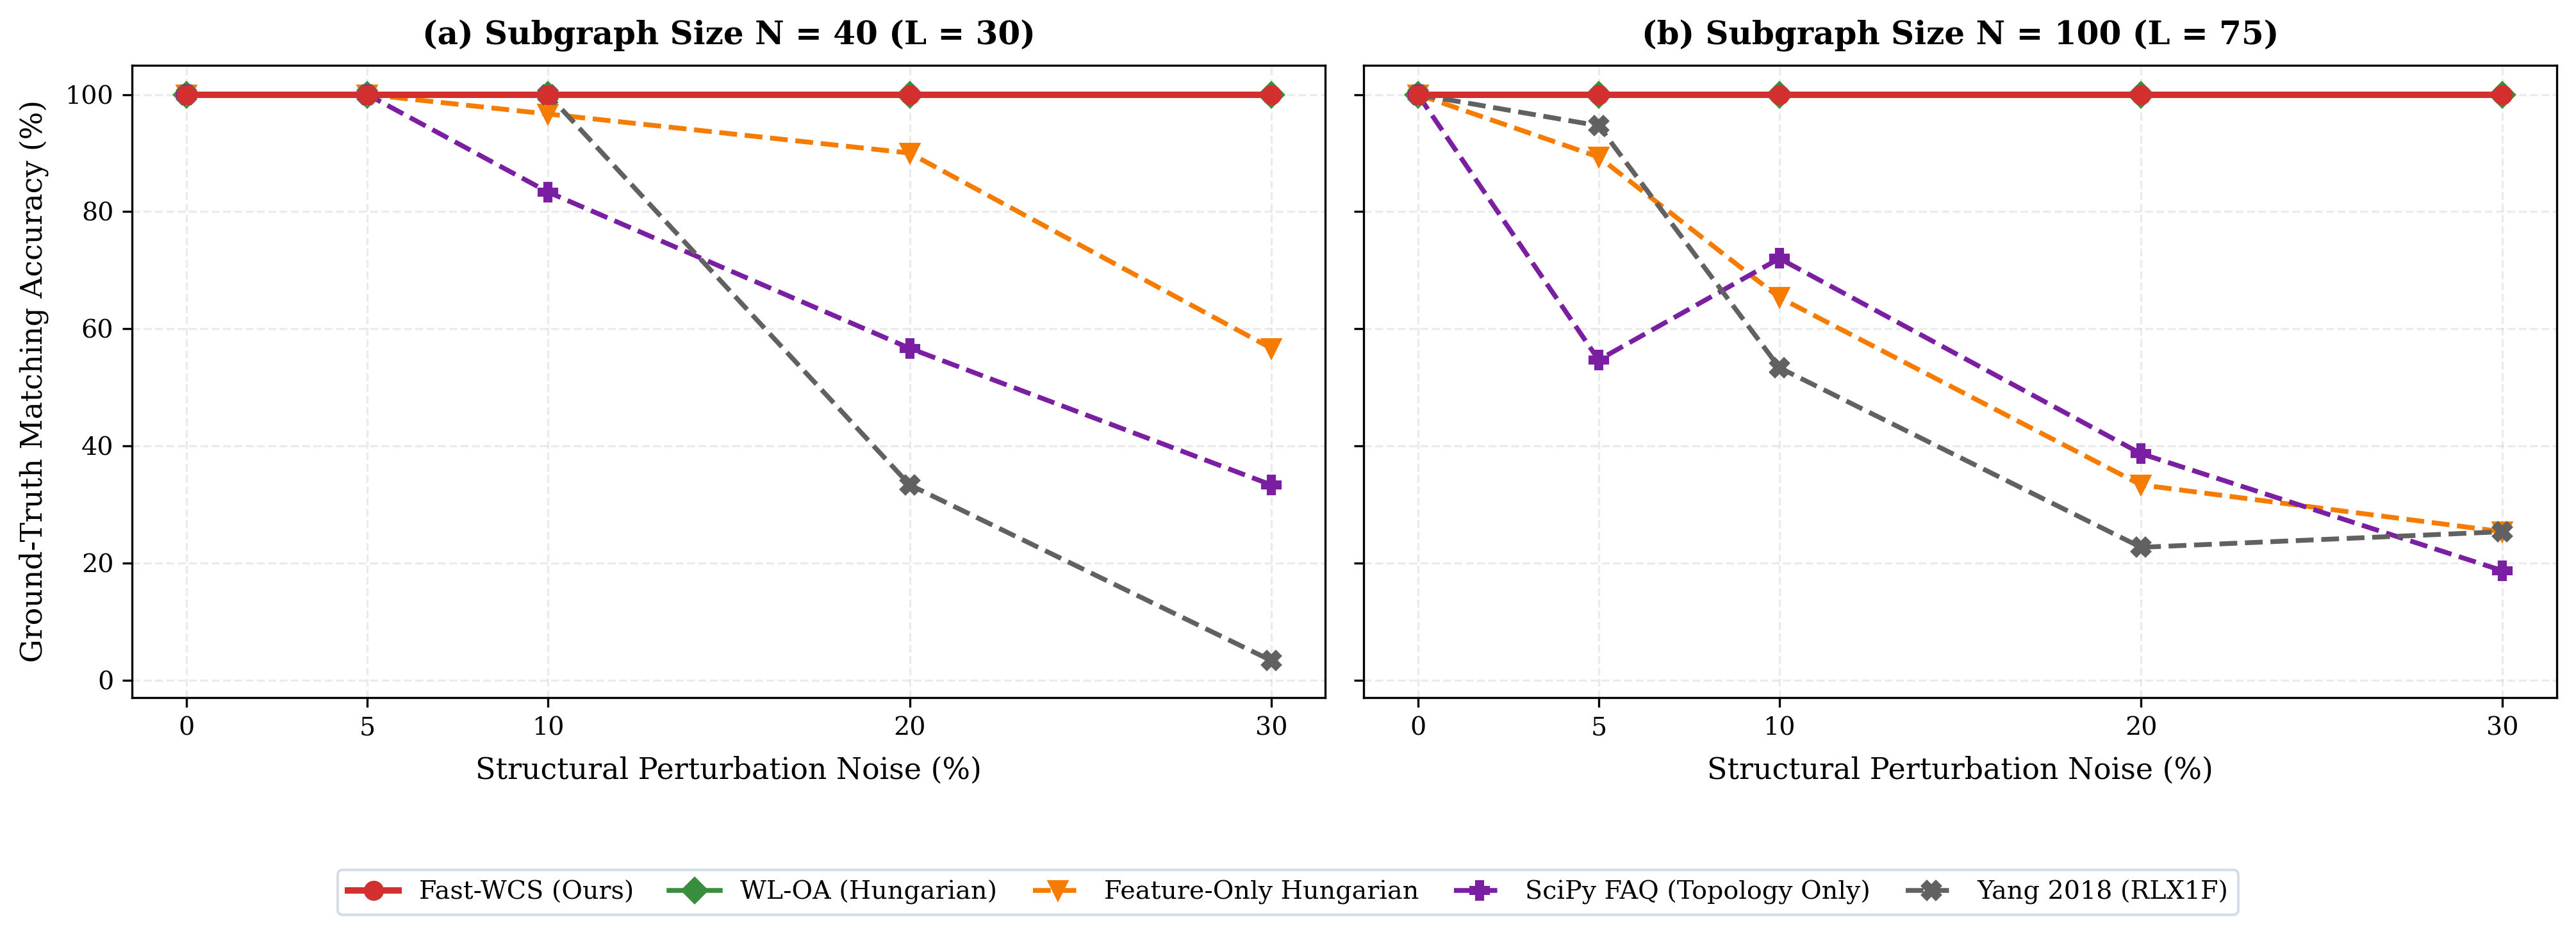 (a) Subgraph Size N = 40 (L = 30)
(b) Subgraph Size N = 100 (L = 75)
Ground-Truth Matching Accuracy (%)
100
80
60
40
20
0
0 5 10 20 30
0 5 10 20 30
Structural Perturbation Noise (%)
Structural Perturbation Noise (%)
Fast-WCS (Ours) WL-OA (Hungarian) Feature-Only Hungarian SciPy FAQ (Topology Only) Yang 2018 (RLX1F)